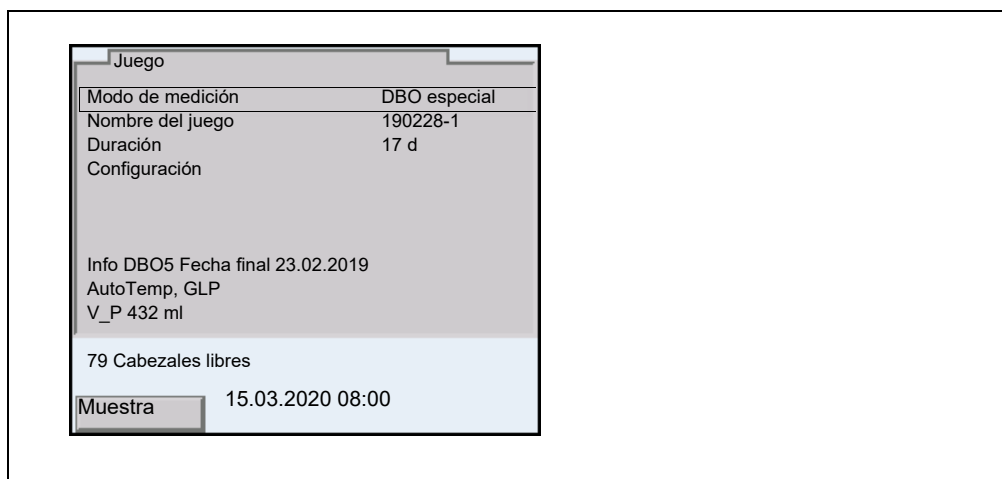 Juego
Modo de medición DBO especial
Nombre del juego 190228-1
Duración 17 d
Configuración
Info DBO5 Fecha final 23.02.2019
AutoTemp, GLP
V_P 432 ml
79 Cabezales libres
Muestra 15.03.2020 08:00